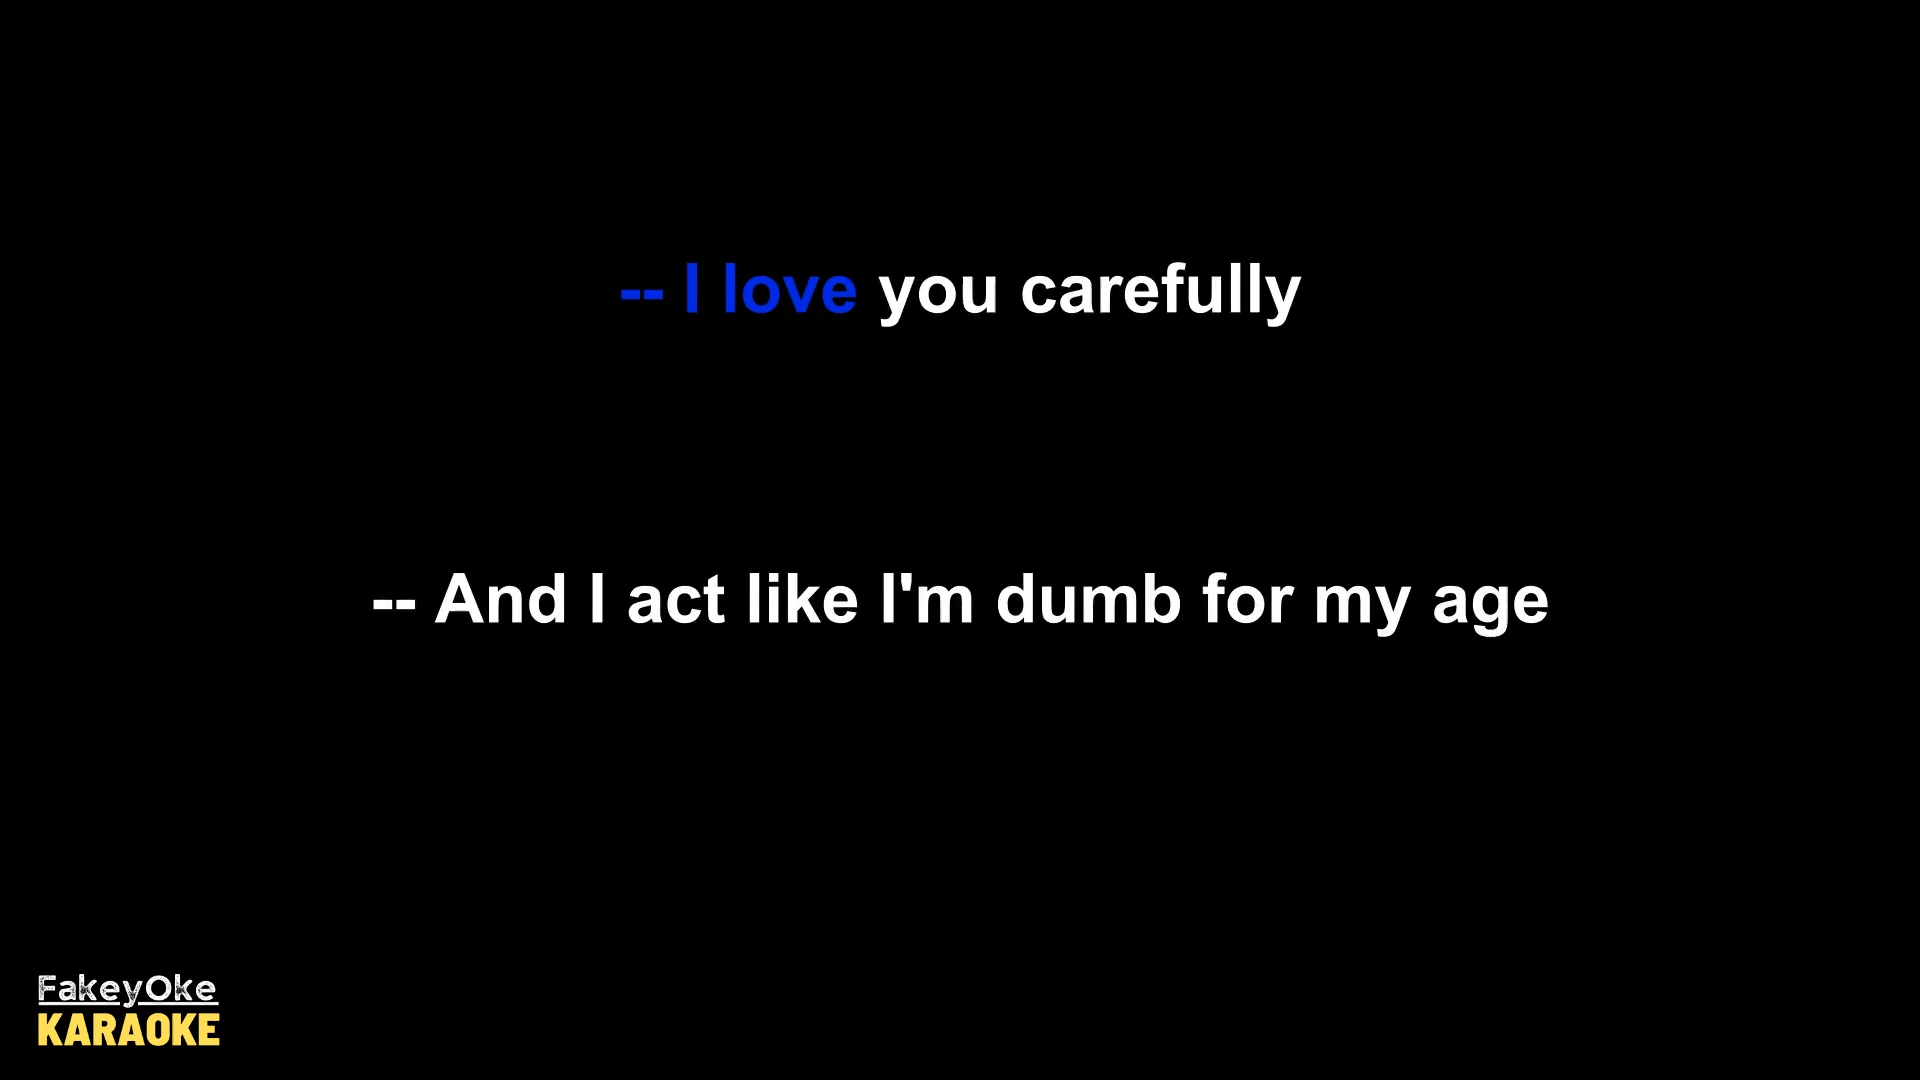 -- I love you carefully
-- And I act like I'm dumb for my age
FakeyOke
KARAOKE